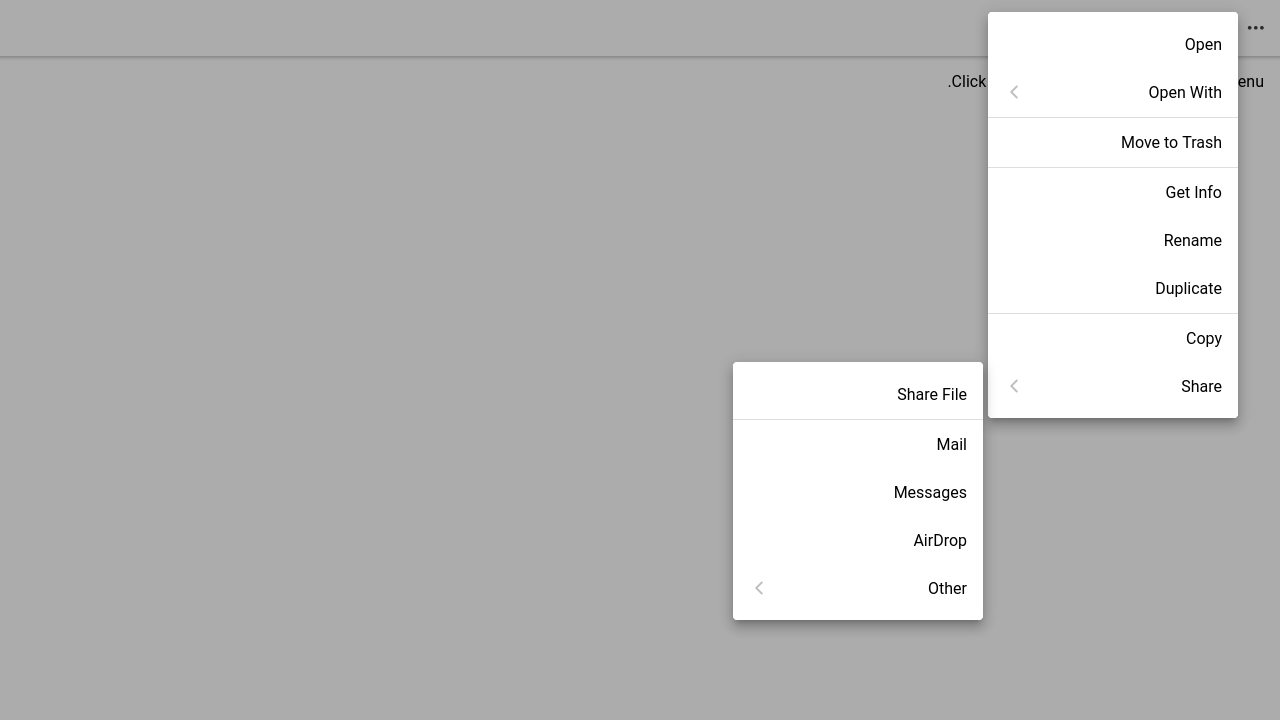 .Click
enu
Open
Open With
Move to Trash
Get Info
Rename
Duplicate
Copy
Share
Share File
Mail
Messages
AirDrop
Other